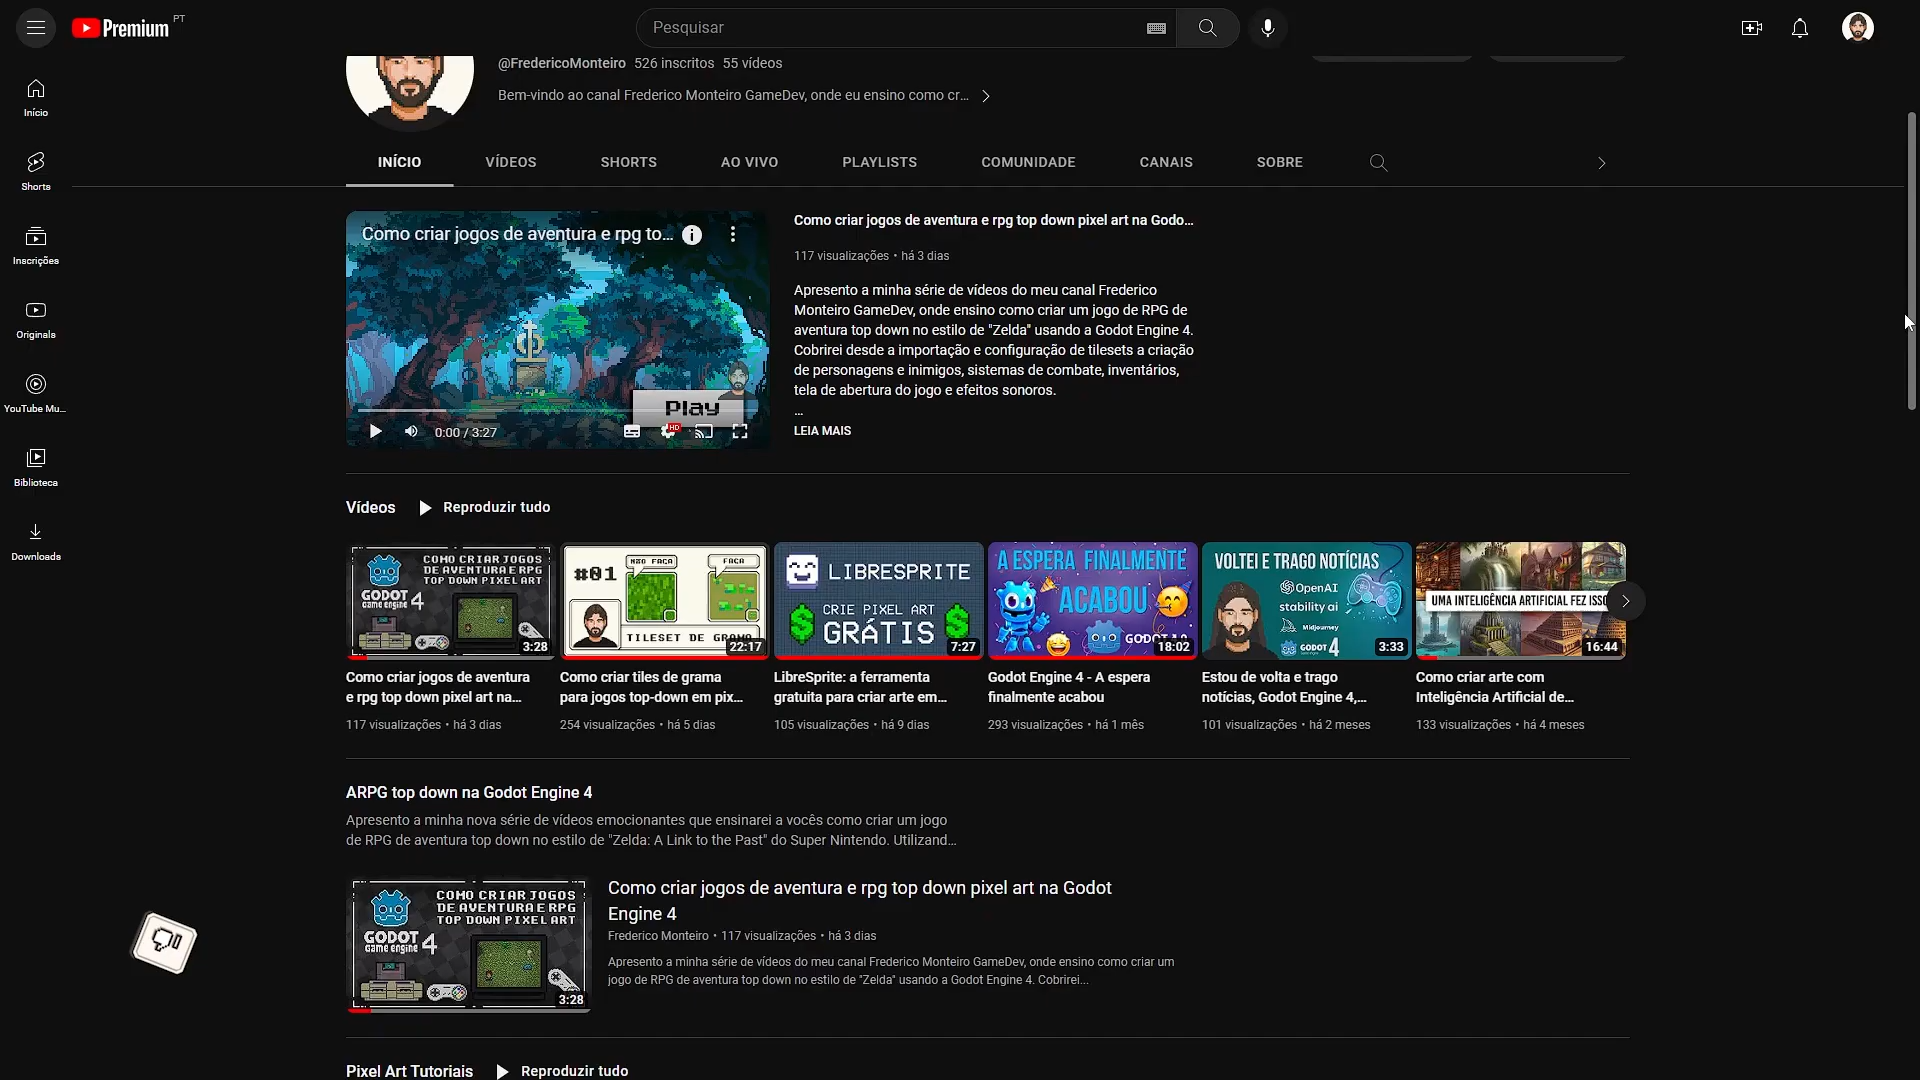 Premium PT
Pesquisar
Início
Shorts
Inscrições
Originals
YouTube Mu...
Biblioteca
Downloads
@FredericoMonteiro 526 inscritos 55 vídeos
Bem-vindo ao canal Frederico Monteiro GameDev, onde eu ensino como cr...
INÍCIO VÍDEOS SHORTS AO VIVO PLAYLISTS COMUNIDADE CANAIS SOBRE
Como criar jogos de aventura e rpg to...
Play
0:00 / 3:27
HD
Como criar jogos de aventura e rpg top down pixel art na Godo...
117 visualizações • há 3 dias
Apresento a minha série de vídeos do meu canal Frederico
Monteiro GameDev, onde ensino como criar um jogo de RPG de
aventura top down no estilo de "Zelda" usando a Godot Engine 4.
Cobrirei desde a importação e configuração de tilesets a criação
de personagens e inimigos, sistemas de combate, inventários,
tela de abertura do jogo e efeitos sonoros.
...
LEIA MAIS
Vídeos Reproduzir tudo
COMO CRIAR JOGOS
DE AVENTURA E RPG
TOP DOWN PIXEL ART
GODOT
Game engine 4
3:28
Como criar jogos de aventura
e rpg top down pixel art na...
117 visualizações • há 3 dias
#01
NÃO FAÇA
FAÇA
TILESET DE GRAMA
22:17
Como criar tiles de grama
para jogos top-down em pix...
254 visualizações • há 5 dias
LIBRESPRITE
CRIE PIXEL ART
GRÁTIS
7:27
LibreSprite: a ferramenta
gratuita para criar arte em...
105 visualizações • há 9 dias
A ESPERA FINALMENTE
ACABOU
18:02
Godot Engine 4 - A espera
finalmente acabou
293 visualizações • há 1 mês
VOLTEI E TRAGO NOTÍCIAS
OpenAI
stability ai
Midjourney
GODOT 4
3:33
Estou de volta e trago
notícias, Godot Engine 4,...
101 visualizações • há 2 meses
UMA INTELIGÊNCIA ARTIFICIAL FEZ ISSO
16:44
Como criar arte com
Inteligência Artificial de...
133 visualizações • há 4 meses
ARPG top down na Godot Engine 4
Apresento a minha nova série de vídeos emocionantes que ensinarei a vocês como criar um jogo
de RPG de aventura top down no estilo de "Zelda: A Link to the Past" do Super Nintendo. Utilizand...
COMO CRIAR JOGOS
DE AVENTURA E RPG
TOP DOWN PIXEL ART
GODOT
Game engine 4
3:28
Como criar jogos de aventura e rpg top down pixel art na Godot
Engine 4
Frederico Monteiro • 117 visualizações • há 3 dias
Apresento a minha série de vídeos do meu canal Frederico Monteiro GameDev, onde ensino como criar um
jogo de RPG de aventura top down no estilo de "Zelda" usando a Godot Engine 4. Cobrirei...
Pixel Art Tutoriais Reproduzir tudo